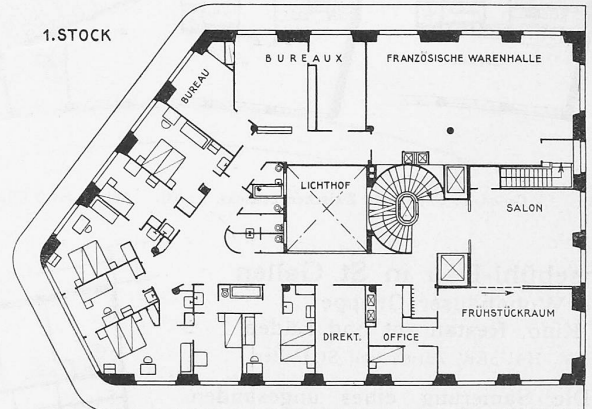 1.STOCK
BUREAUX
FRANZÖSISCHE WARENHALLE
BUREAU
LICHTHOF
SALON
FRÜHSTÜCKRAUM
DIREKT.
OFFICE